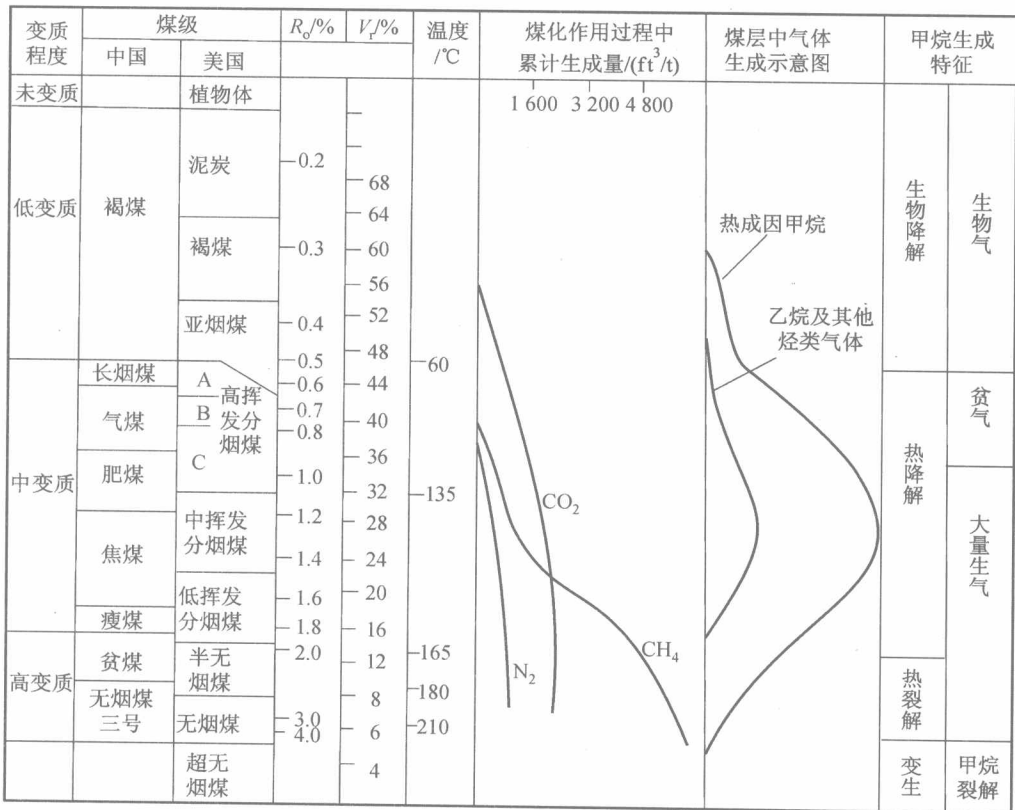 变质
程度
煤级
中国
美国
Rₒ/%
Vᵣ/%
温度
/℃
煤化作用过程中
累计生成量/(ft³/t)
1 600 3 200 4 800
煤层中气体
生成示意图
甲烷生成
特征
未变质
植物体
低变质
褐煤
泥炭
褐煤
亚烟煤
中变质
长烟煤
气煤
肥煤
焦煤
瘦煤
A
B
C
高挥
发分
烟煤
中挥发
分烟煤
低挥发
分烟煤
高变质
贫煤
无烟煤
三号
半无
烟煤
无烟煤
超无
烟煤
0.2
0.3
0.4
0.5
0.6
0.7
0.8
1.0
1.2
1.4
1.6
1.8
2.0
3.0
4.0
68
64
60
56
52
48
44
40
36
32
28
24
20
16
12
8
6
4
60
135
165
180
210
CO₂
CH₄
N₂
热成因甲烷
乙烷及其他
烃类气体
生物降解
热降解
热裂解
变生
生物气
贫气
大量生气
甲烷
裂解